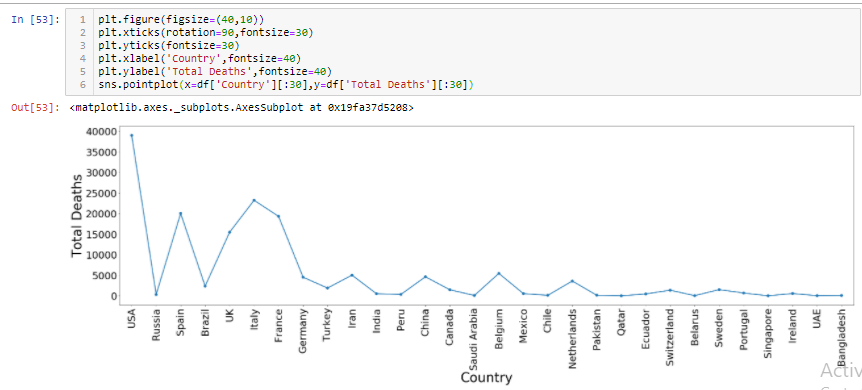 In [53]:
1 plt.figure(figsize=(40,10))
2 plt.xticks(rotation=90,fontsize=30)
3 plt.yticks(fontsize=30)
4 plt.xlabel('Country',fontsize=40)
5 plt.ylabel('Total Deaths',fontsize=40)
6 sns.pointplot(x=df['Country'][:30],y=df['Total Deaths'][:30])
Out[53]: <matplotlib.axes._subplots.AxesSubplot at 0x19fa37d5208>
Total Deaths
40000
35000
30000
25000
20000
15000
10000
5000
0
USA
Russia
Spain
Brazil
UK
Italy
France
Germany
Turkey
Iran
India
Peru
China
Canada
Saudi Arabia
Belgium
Mexico
Chile
Netherlands
Pakistan
Qatar
Ecuador
Switzerland
Belarus
Sweden
Portugal
Singapore
Ireland
UAE
Bangladesh
Country
Activ